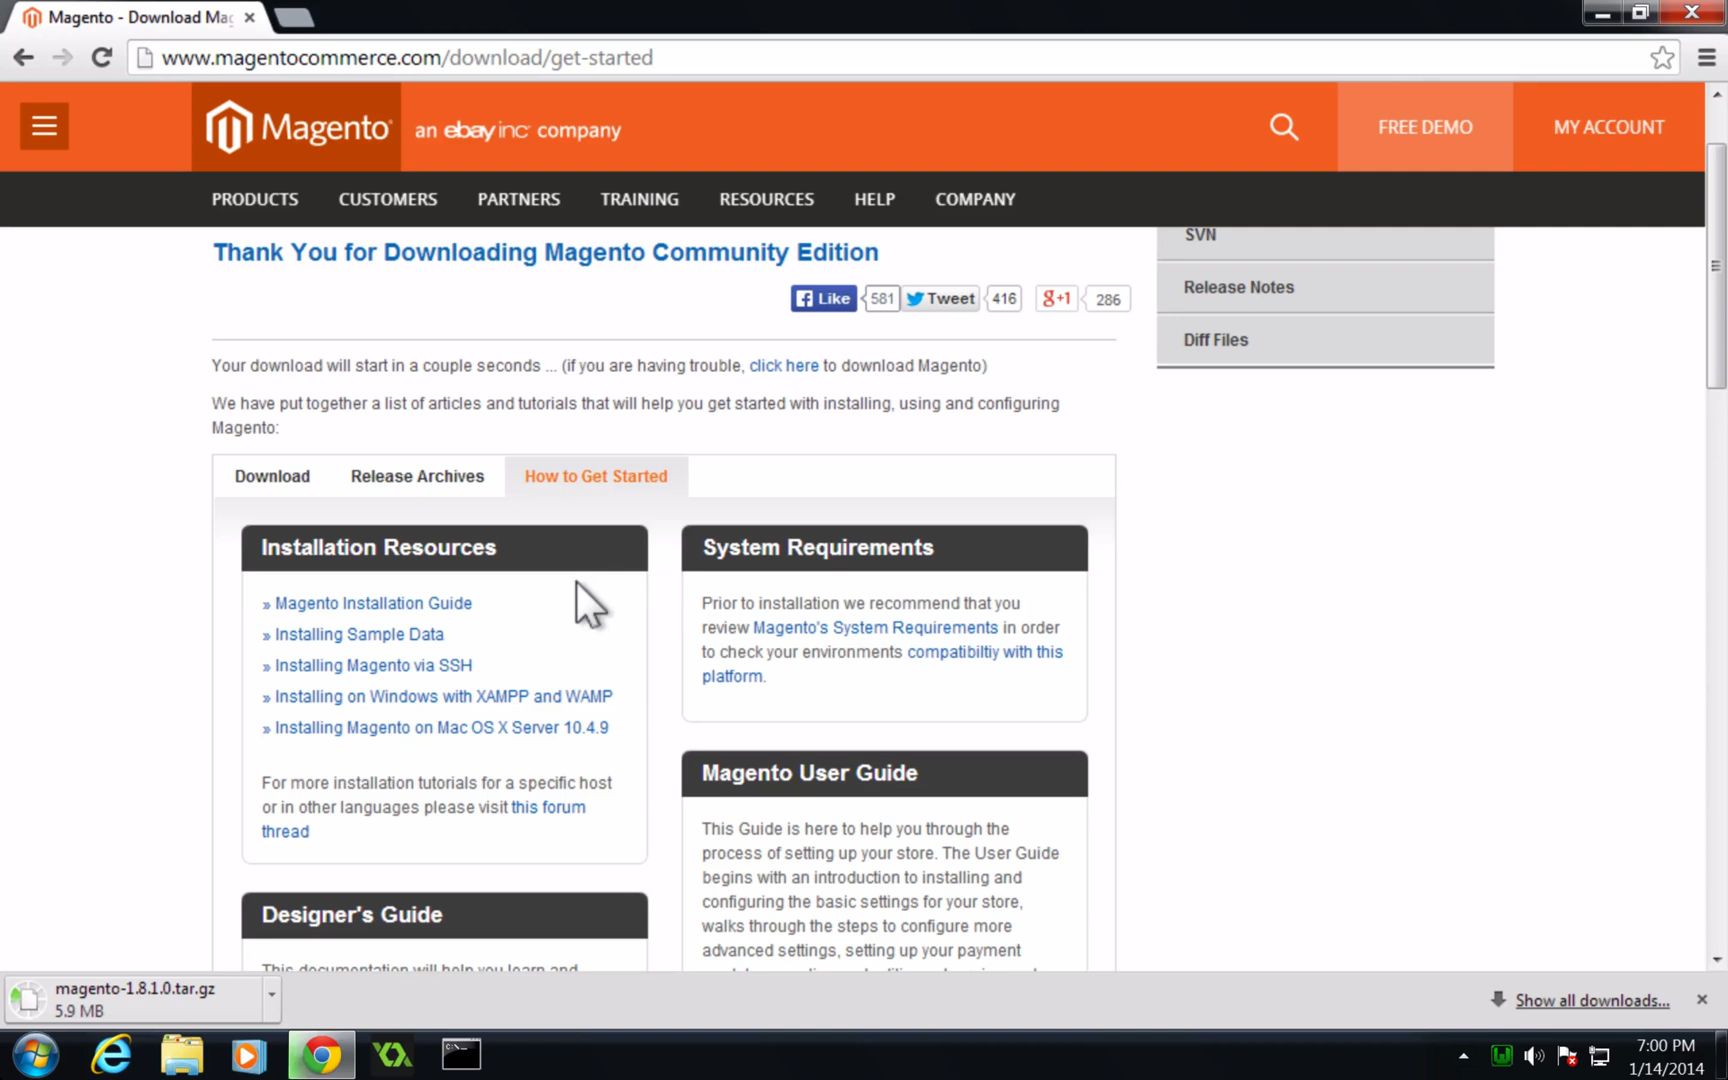 Magento - Download Mag
www.magentocommerce.com/download/get-started
Magento an ebay inc company
FREE DEMO
MY ACCOUNT
PRODUCTS CUSTOMERS PARTNERS TRAINING RESOURCES HELP COMPANY
Thank You for Downloading Magento Community Edition
SVN
Release Notes
Diff Files
Like 581 Tweet 416 g+1 286
Your download will start in a couple seconds ... (if you are having trouble, click here to download Magento)
We have put together a list of articles and tutorials that will help you get started with installing, using and configuring
Magento:
Download Release Archives How to Get Started
Installation Resources
» Magento Installation Guide
» Installing Sample Data
» Installing Magento via SSH
» Installing on Windows with XAMPP and WAMP
» Installing Magento on Mac OS X Server 10.4.9
For more installation tutorials for a specific host
or in other languages please visit this forum
thread
System Requirements
Prior to installation we recommend that you
review Magento's System Requirements in order
to check your environments compatibiltiy with this
platform.
Designer's Guide
This documentation will help you learn and
Magento User Guide
This Guide is here to help you through the
process of setting up your store. The User Guide
begins with an introduction to installing and
configuring the basic settings for your store,
walks through the steps to configure more
advanced settings, setting up your payment
magento-1.8.1.0.tar.gz
5.9 MB
Show all downloads...
C:\_
7:00 PM
1/14/2014